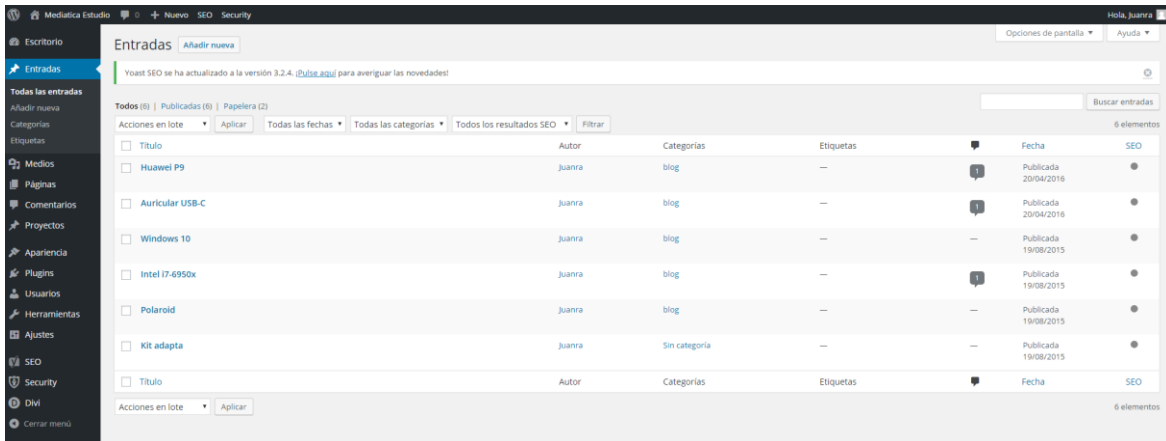 Mediatica Estudio 0 + Nuevo SEO Security Hola, Juanra
Escritorio
Entradas
Todas las entradas
Añadir nueva
Categorías
Etiquetas
Medios
Páginas
Comentarios
Proyectos
Apariencia
Plugins
Usuarios
Herramientas
Ajustes
SEO
Security
Divi
Cerrar menú
Opciones de pantalla ▼ Ayuda ▼
Entradas Añadir nueva
Yoast SEO se ha actualizado a la versión 3.2.4. ¡Pulse aquí para averiguar las novedades!
Todos (6) | Publicadas (6) | Papelera (2) Buscar entradas
Acciones en lote ▼ Aplicar Todas las fechas ▼ Todas las categorías ▼ Todos los resultados SEO ▼ Filtrar 6 elementos
Título Autor Categorías Etiquetas Fecha SEO
Huawei P9 Juanra blog — 1 Publicada
20/04/2016
Auricular USB-C Juanra blog — 1 Publicada
20/04/2016
Windows 10 Juanra blog — — Publicada
19/08/2015
Intel i7-6950x Juanra blog — 1 Publicada
19/08/2015
Polaroid Juanra blog — — Publicada
19/08/2015
Kit adapta Juanra Sin categoría — — Publicada
19/08/2015
Título Autor Categorías Etiquetas Fecha SEO
Acciones en lote ▼ Aplicar 6 elementos